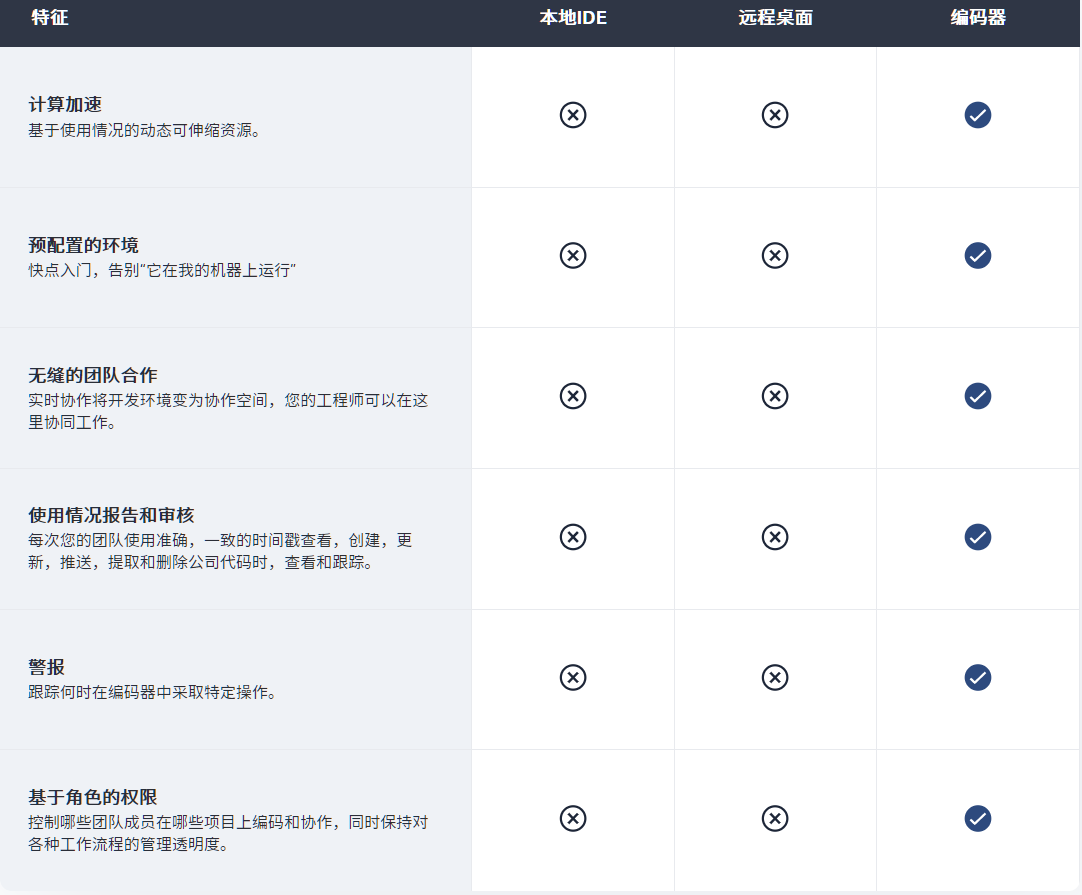 特征 本地IDE 远程桌面 编码器
计算加速
基于使用情况的动态可伸缩资源。
预配置的环境
快点入门，告别“它在我的机器上运行”
无缝的团队合作
实时协作将开发环境变为协作空间，您的工程师可以在这
里协同工作。
使用情况报告和审核
每次您的团队使用准确，一致的时间戳查看，创建，更
新，推送，提取和删除公司代码时，查看和跟踪。
警报
跟踪何时在编码器中采取特定操作。
基于角色的权限
控制哪些团队成员在哪些项目上编码和协作，同时保持对
各种工作流程的管理透明度。